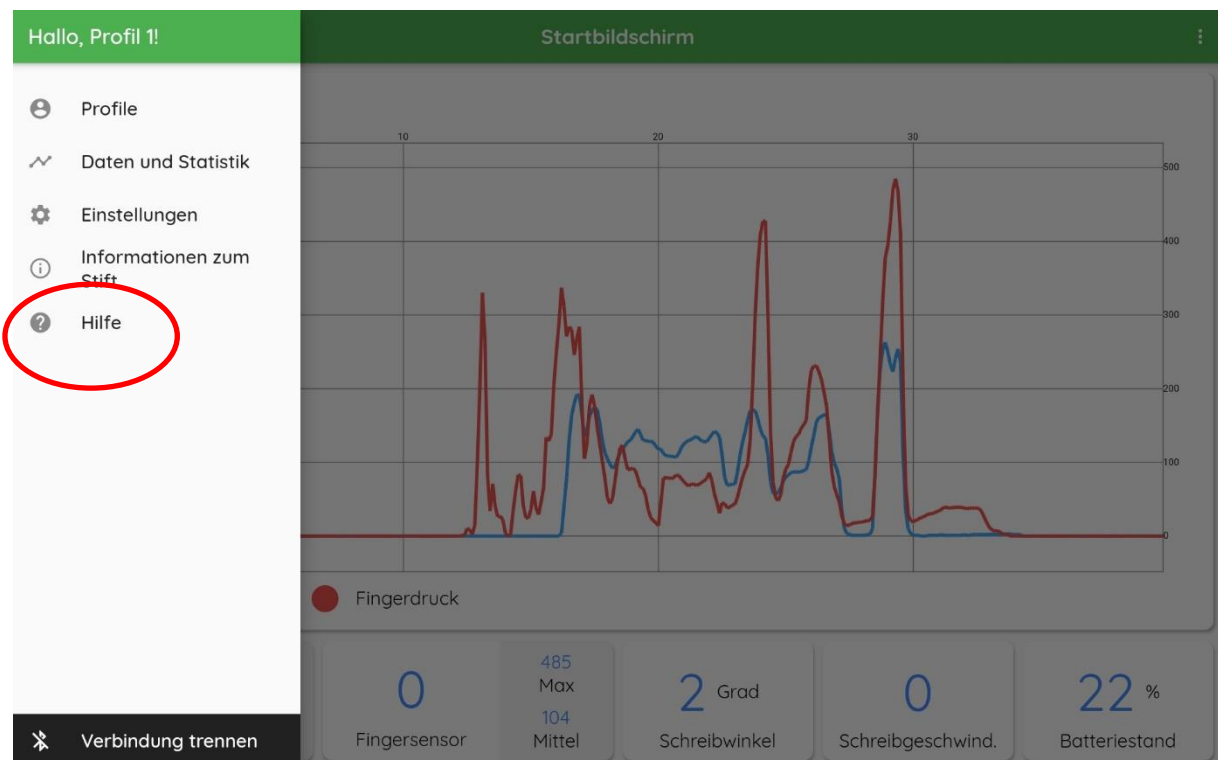 Hallo, Profil 1!
Startbildschirm
Profile
Daten und Statistik
Einstellungen
Informationen zum
Stift
Hilfe
Verbindung trennen
10
20
30
500
400
300
200
100
0
Fingerdruck
0
Fingersensor
485
Max
104
Mittel
2 Grad
Schreibwinkel
0
Schreibgeschwind.
22 %
Batteriestand